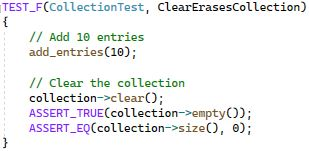 TEST_F(CollectionTest, ClearErasesCollection)
{
    // Add 10 entries
    add_entries(10);

    // Clear the collection
    collection->clear();
    ASSERT_TRUE(collection->empty());
    ASSERT_EQ(collection->size(), 0);
}